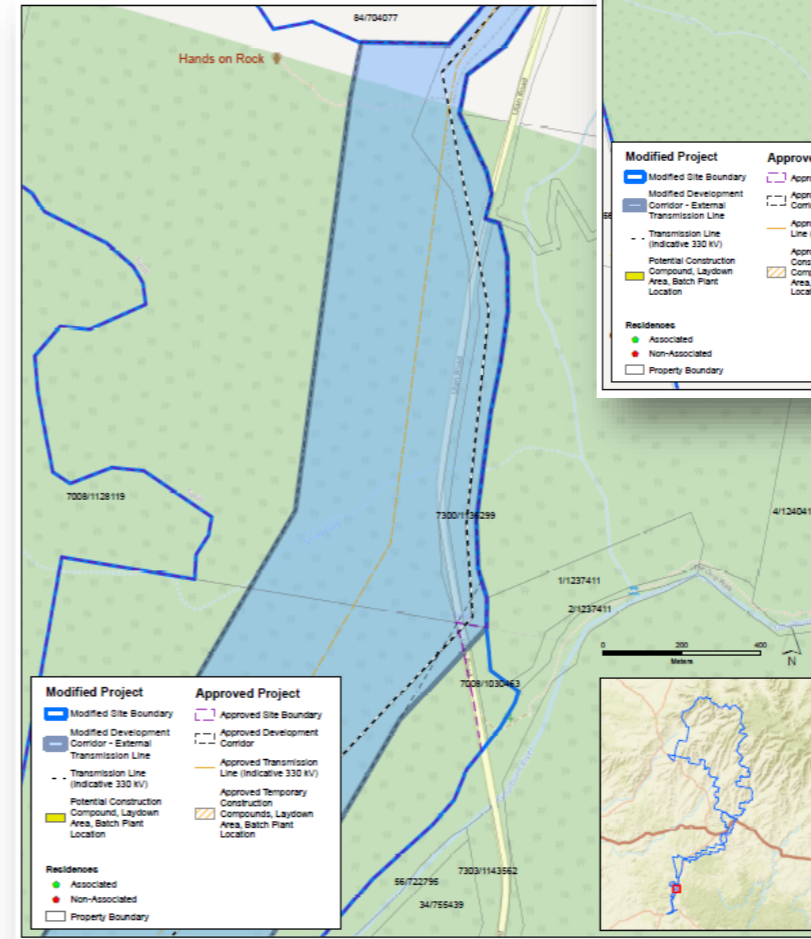 84/704077
Hands on Rock
Ulan Road
Ulan Road
7008/1128119
7300/1136299
4/124041
1/1237411
2/1237411
7008/1030463
0 200 400
Meters
N
56/722795
34/755439
7303/1143562
Modified Project
Modified Site Boundary
Modified Development
Corridor - External
Transmission Line
Transmission Line
(Indicative 330 kV)
Potential Construction
Compound, Laydown
Area, Batch Plant
Location
Approved Project
Approved Site Boundary
Approved Development
Corridor
Approved Transmission
Line (Indicative 330 kV)
Approved Temporary
Construction
Compounds, Laydown
Area, Batch Plant
Location
Residences
Associated
Non-Associated
Property Boundary
Modified Project
Modified Site Boundary
Modified Development
Corridor - External
Transmission Line
Transmission Line
(Indicative 330 kV)
Potential Construction
Compound, Laydown
Area, Batch Plant
Location
Residences
Associated
Non-Associated
Property Boundary